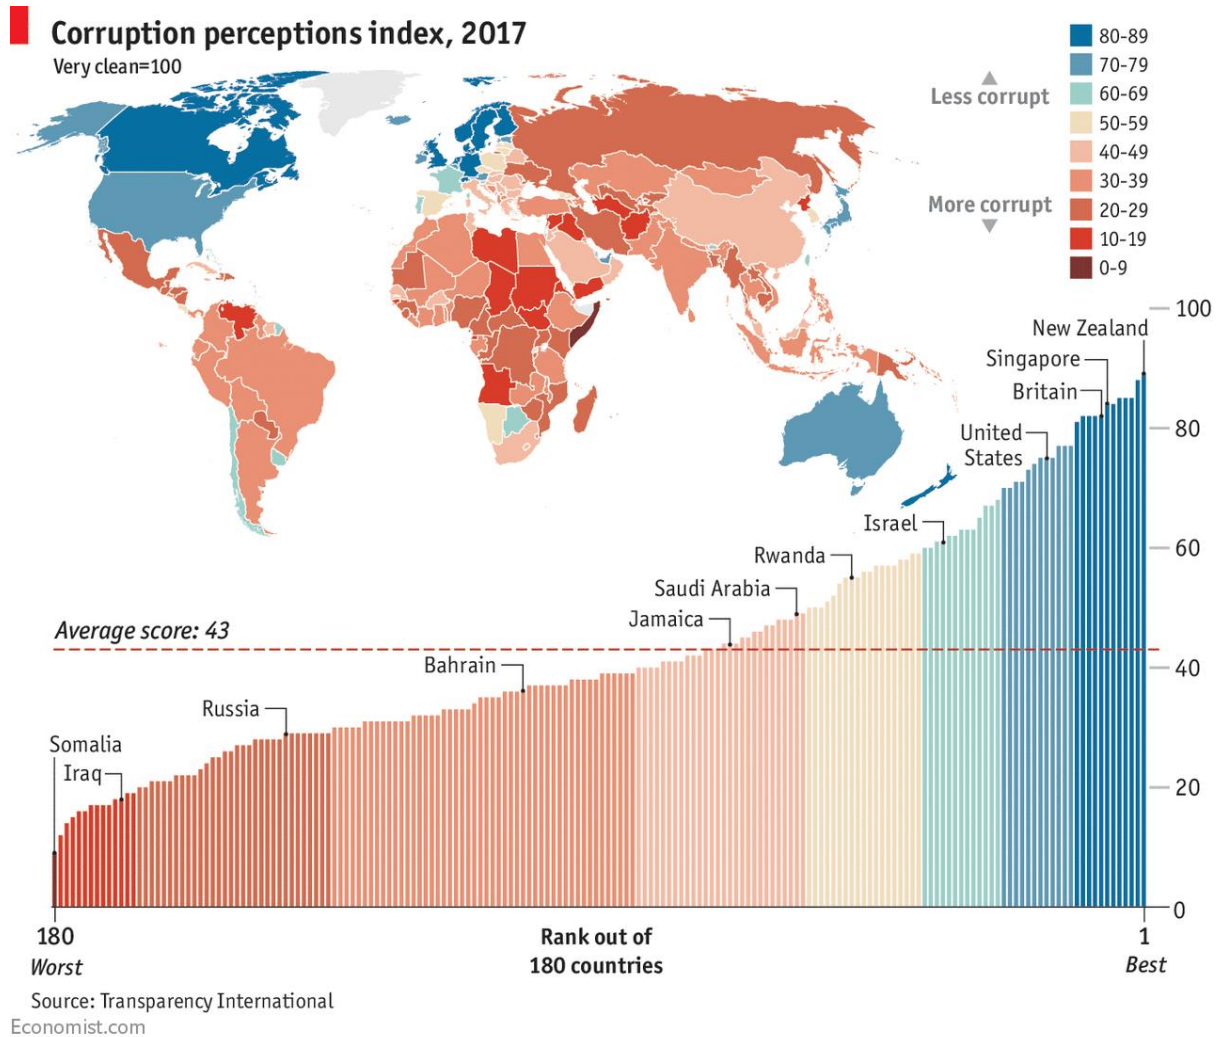 Corruption perceptions index, 2017
Very clean=100
80-89
70-79
60-69
50-59
40-49
30-39
20-29
10-19
0-9
Less corrupt
More corrupt
100
New Zealand
Singapore
Britain
80
United
States
Israel
60
Rwanda
Saudi Arabia
Jamaica
Average score: 43
40
Bahrain
Russia
Somalia
Iraq
20
0
180
Worst
Rank out of
180 countries
1
Best
Source: Transparency International
Economist.com